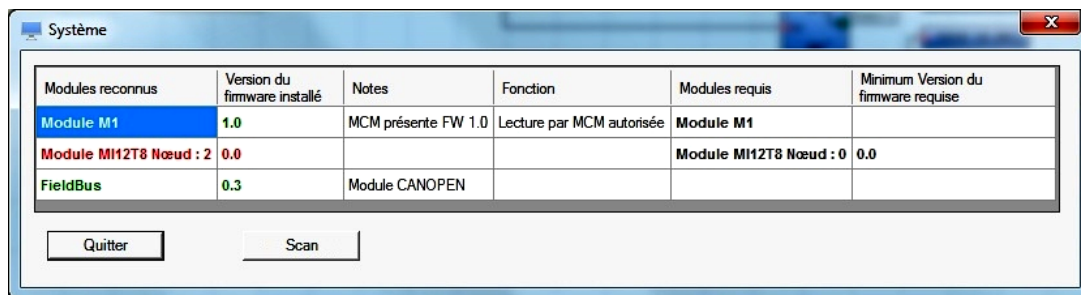 Système
x
Modules reconnus Version du firmware installé Notes Fonction Modules requis Minimum Version du firmware requise
Module M1 1.0 MCM présente FW 1.0 Lecture par MCM autorisée Module M1
Module MI12T8 Nœud : 2 0.0 Module MI12T8 Nœud : 0 0.0
FieldBus 0.3 Module CANOPEN
Quitter Scan